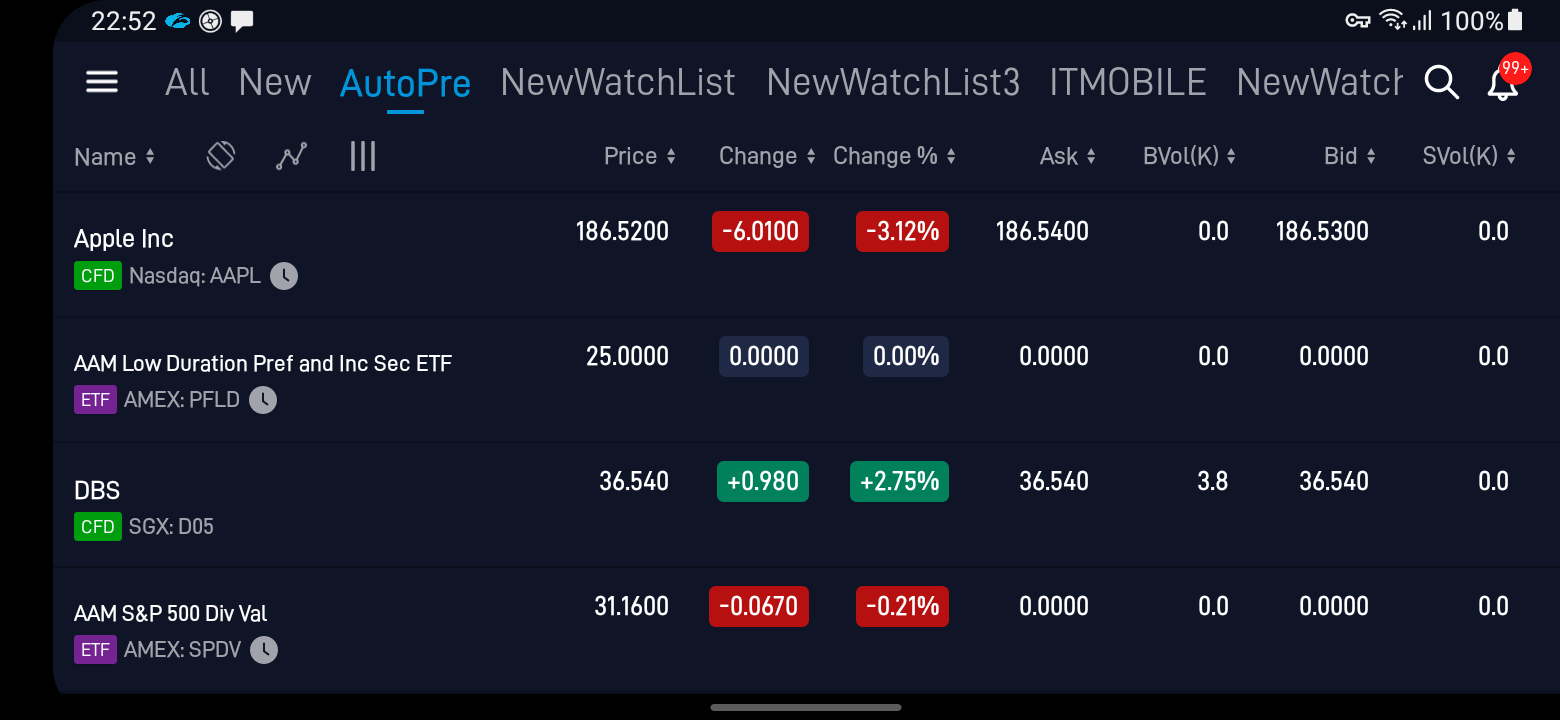 22:52 100%
All New AutoPre NewWatchList NewWatchList3 ITMOBILE NewWatch 99+
Name Price Change Change % Ask BVol(K) Bid SVol(K)
Apple Inc 186.5200 -6.0100 -3.12% 186.5400 0.0 186.5300 0.0
CFD Nasdaq: AAPL
AAM Low Duration Pref and Inc Sec ETF 25.0000 0.0000 0.00% 0.0000 0.0 0.0000 0.0
ETF AMEX: PFLD
DBS 36.540 +0.980 +2.75% 36.540 3.8 36.540 0.0
CFD SGX: D05
AAM S&P 500 Div Val 31.1600 -0.0670 -0.21% 0.0000 0.0 0.0000 0.0
ETF AMEX: SPDV